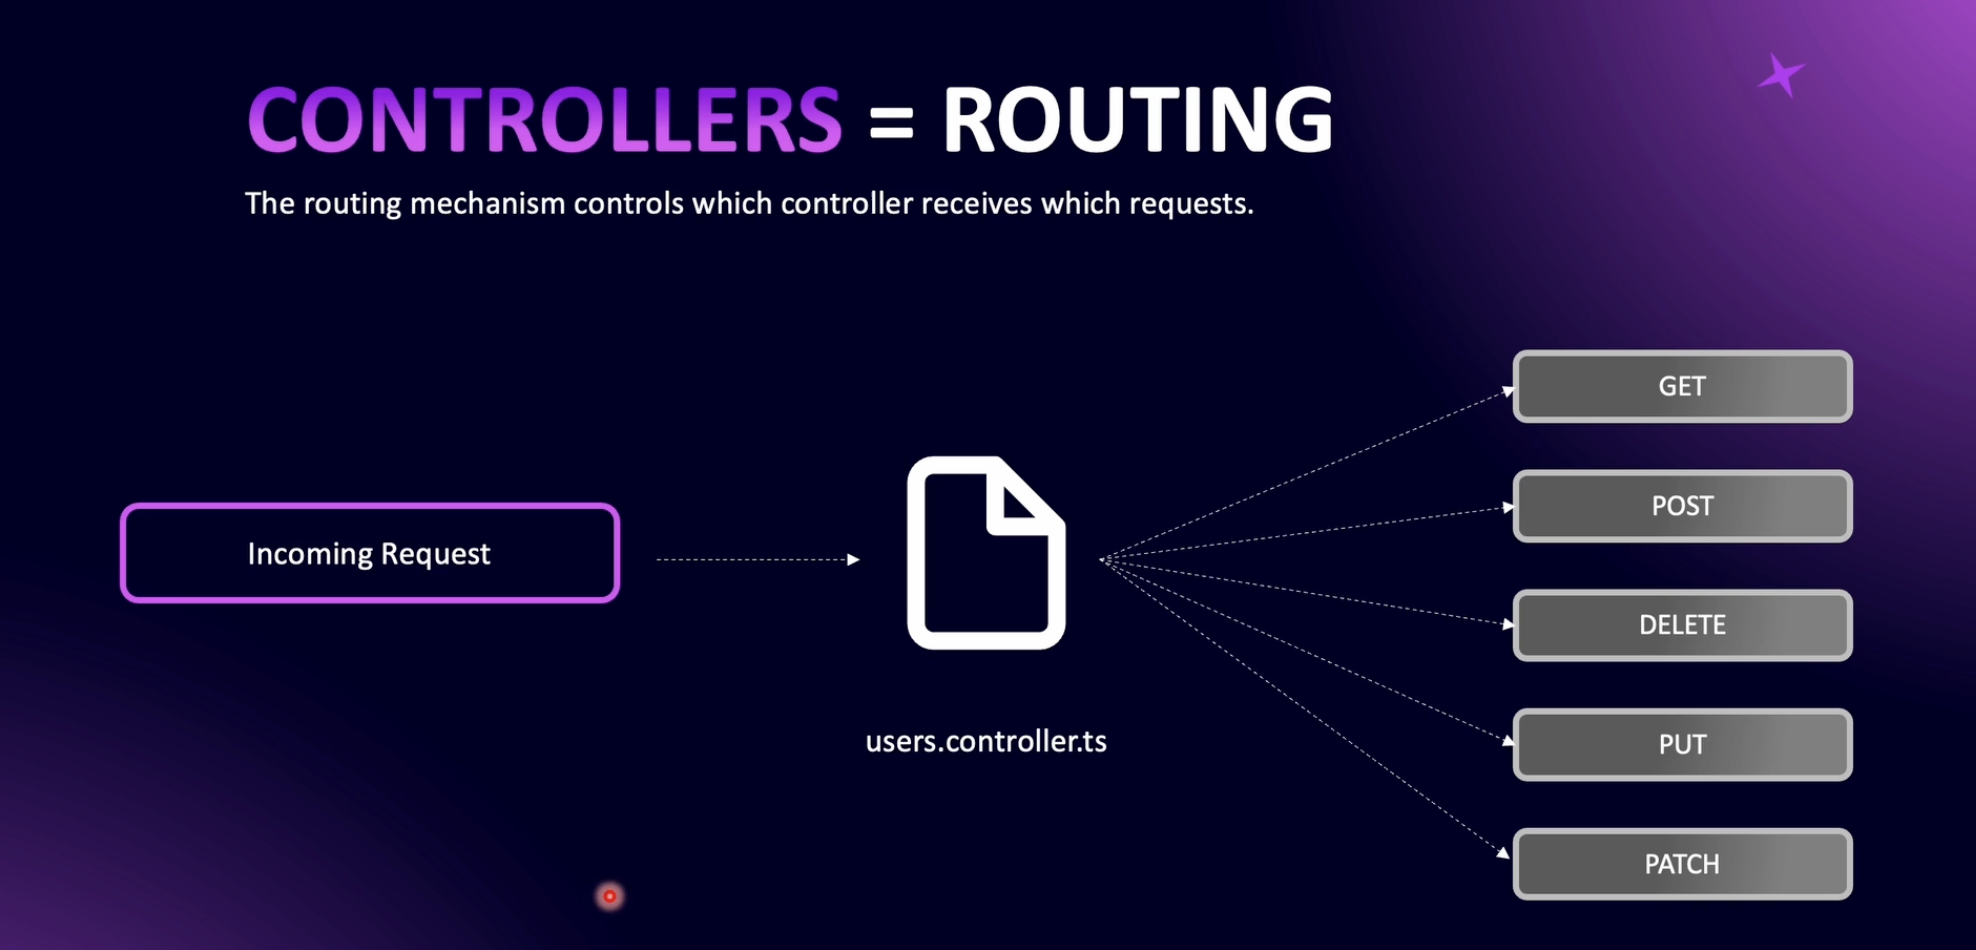 CONTROLLERS = ROUTING
The routing mechanism controls which controller receives which requests.
Incoming Request
users.controller.ts
GET
POST
DELETE
PUT
PATCH